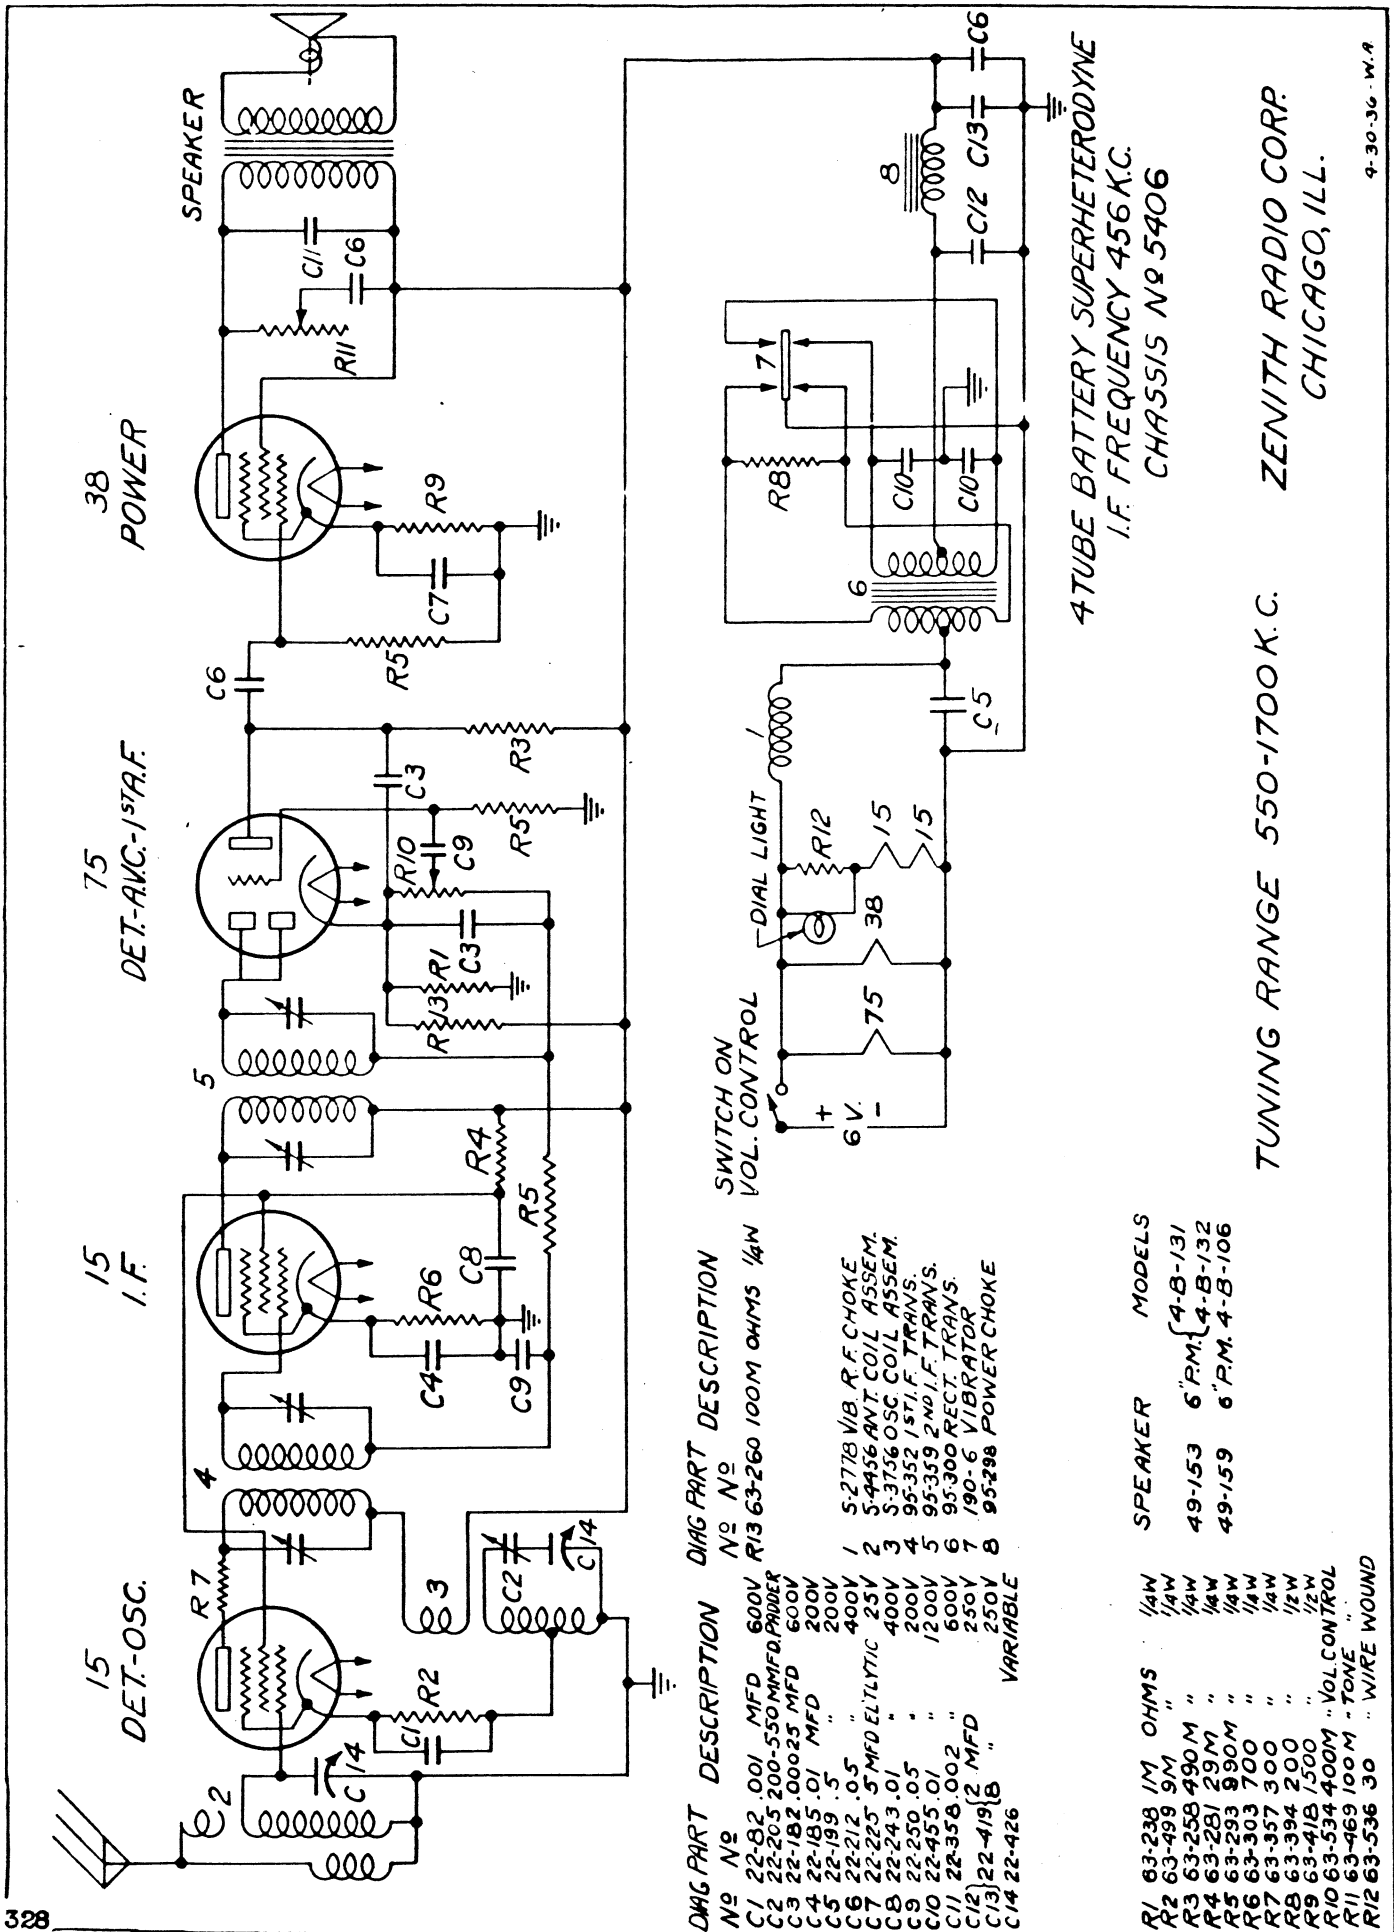 328
15
DET.-OSC.
15
I.F.
75
DET.-A.V.C.-1ST A.F.
38
POWER
SPEAKER
2
C14
C1
R2
R7
3
C2
C14
4
C4
R6
C9
C8
R5
R4
5
R13
R1
C3
R10
C9
C3
R5
R3
C6
R5
C7
R9
R11
C11
C6
SWITCH ON
VOL. CONTROL
+
6V.
-
75
38
DIAL LIGHT
R12
15
15
1
C5
6
R8
C10
C10
7
8
C12
C13
C6
DIAG PART DESCRIPTION
Nº Nº
C1 22-82 .001 MFD 600V
C2 22-205 200-550 MMFD. PADDER
C3 22-182 .00025 MFD 600V
C4 22-185 .01 MFD 200V
C5 22-199 .5 " 200V
C6 22-212 .05 " 400V
C7 22-225 5 MFD EL'TLYTIC 25V
C8 22-243 .01 " 400V
C9 22-250 .05 " 200V
C10 22-455 .01 " 1200V
C11 22-358 .002 " 600V
C12} 22-419 {2 MFD 250V
C13} {8 " 250V
C14 22-426 VARIABLE
DIAG PART DESCRIPTION
Nº Nº
R13 63-260 100M OHMS 1/4W
1 S-2778 VIB. R.F. CHOKE
2 S-4456 ANT. COIL ASSEM.
3 S-3756 OSC. COIL ASSEM.
4 95-352 1ST I.F. TRANS.
5 95-359 2ND I.F. TRANS.
6 95-300 RECT. TRANS.
7 190-6 VIBRATOR
8 95-298 POWER CHOKE
R1 63-238 1M OHMS 1/4W
R2 63-499 9M " 1/4W
R3 63-258 490M " 1/4W
R4 63-281 29M " 1/4W
R5 63-293 990M " 1/4W
R6 63-303 700 " 1/4W
R7 63-357 300 " 1/4W
R8 63-394 200 " 1/2W
R9 63-418 1500 " 1/2W
R10 63-534 400M " VOL. CONTROL
R11 63-469 100M - TONE "
R12 63-536 30 " WIRE WOUND
SPEAKER MODELS
49-153 6"P.M. {4-B-131
{4-B-132
49-159 6"P.M. 4-B-106
4 TUBE BATTERY SUPERHETERODYNE
I.F. FREQUENCY 456 K.C.
CHASSIS Nº 5406
TUNING RANGE 550-1700 K.C.
ZENITH RADIO CORP.
CHICAGO, ILL.
4-30-36-W.A.